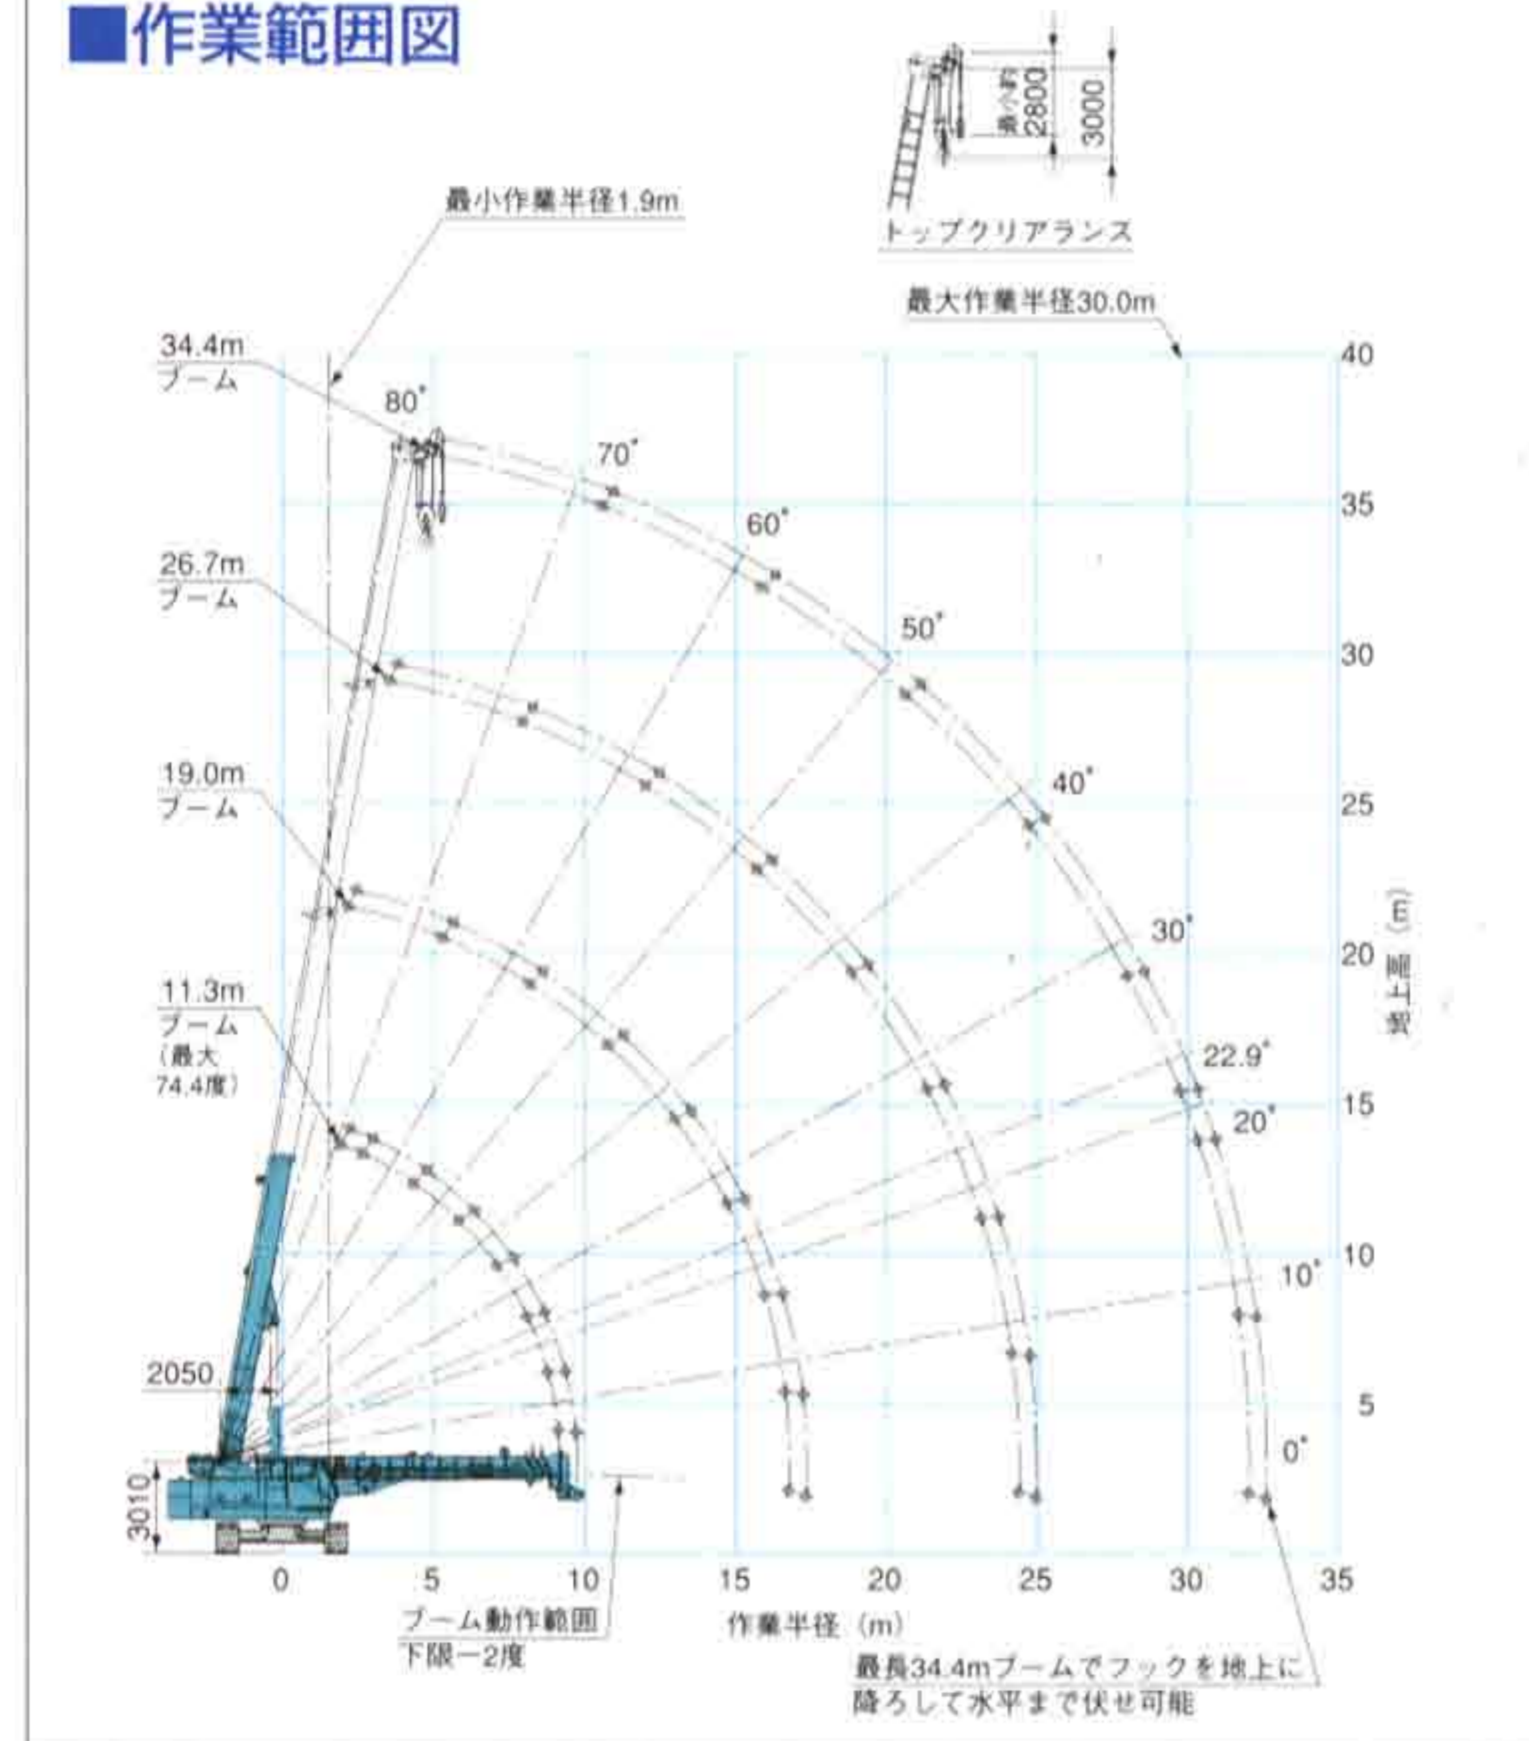 ■作業範囲図
最小約
2800
3000
トップクリアランス
最小作業半径1.9m
最大作業半径30.0m
34.4m
ブーム
26.7m
ブーム
19.0m
ブーム
11.3m
ブーム
(最大
74.4度)
80°
70°
60°
50°
40°
30°
22.9°
20°
10°
0°
40
35
30
25
20
15
10
5
地上高 (m)
2050
3010
0
5
10
15
20
25
30
35
作業半径 (m)
ブーム動作範囲
下限−2度
最長34.4mブームでフックを地上に
降ろして水平まで伏せ可能